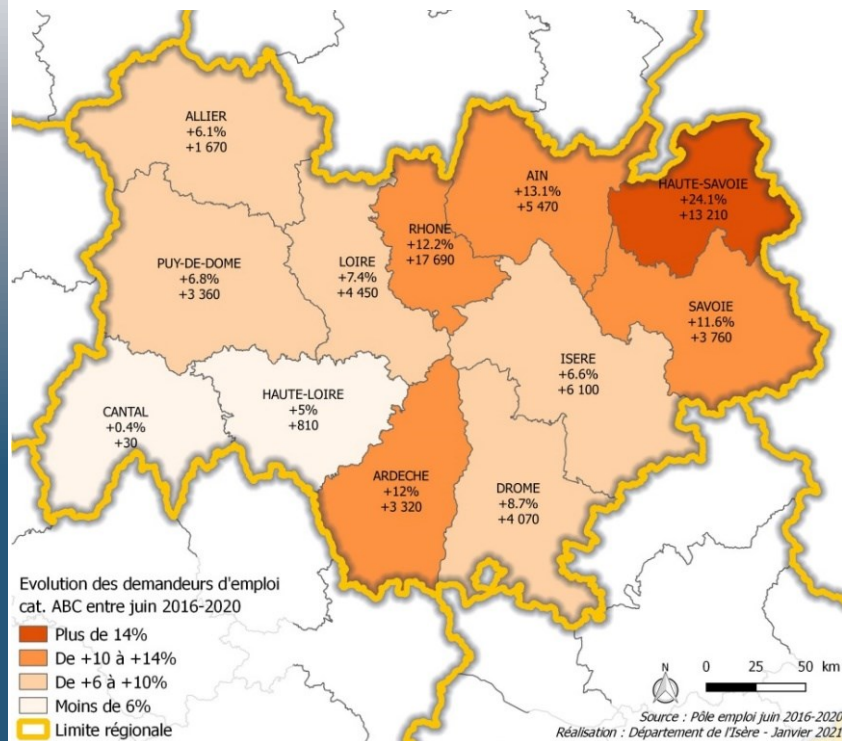 ALLIER
+6.1%
+1 670
AIN
+13.1%
+5 470
HAUTE-SAVOIE
+24.1%
+13 210
RHONE
+12.2%
+17 690
PUY-DE-DOME
+6.8%
+3 360
LOIRE
+7.4%
+4 450
SAVOIE
+11.6%
+3 760
ISERE
+6.6%
+6 100
CANTAL
+0.4%
+30
HAUTE-LOIRE
+5%
+810
ARDECHE
+12%
+3 320
DROME
+8.7%
+4 070
Evolution des demandeurs d'emploi
cat. ABC entre juin 2016-2020
Plus de 14%
De +10 à +14%
De +6 à +10%
Moins de 6%
Limite régionale
N
0 25 50 km
Source : Pôle emploi juin 2016-2020
Réalisation : Département de l'Isère - Janvier 2021